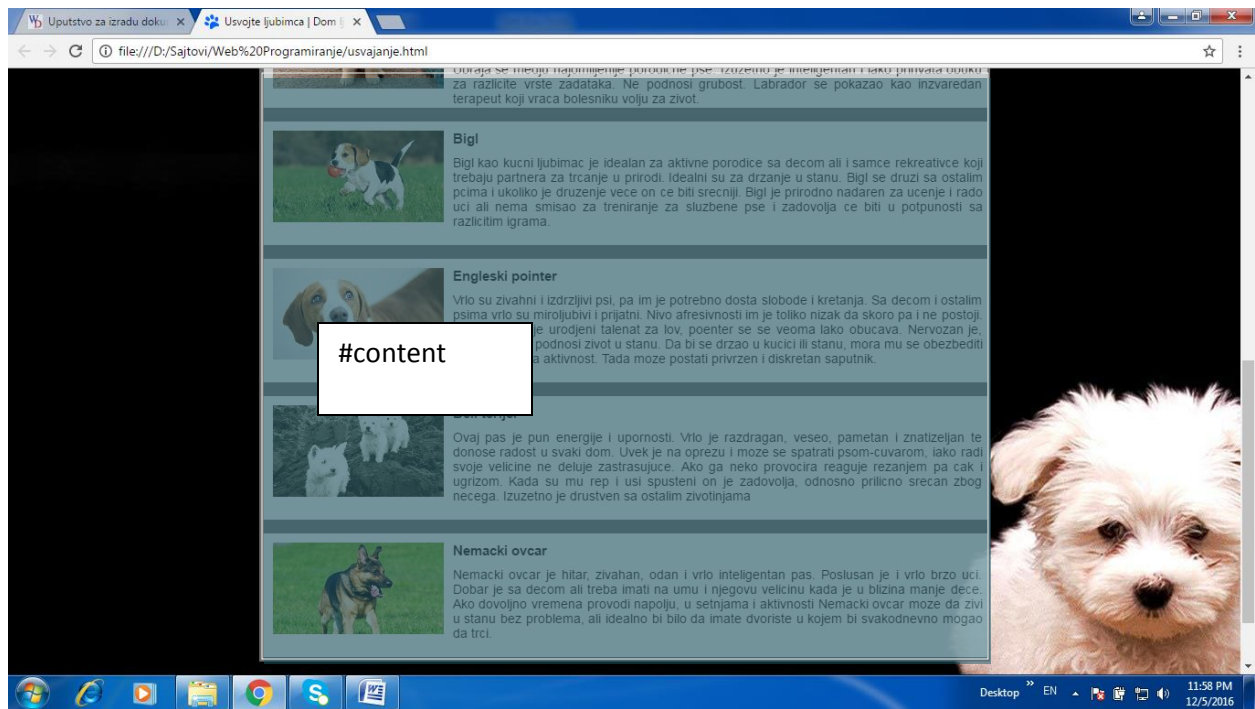 Uputstvo za izradu doku
Usvojte ljubimca | Dom lj
file:///D:/Sajtovi/Web%20Programiranje/usvajanje.html
Ubraja se medju najomiljenije porodicne pse. Izuzetno je inteligentan i lako prihvata obuku
za razlicite vrste zadataka. Ne podnosi grubost. Labrador se pokazao kao inzvaredan
terapeut koji vraca bolesniku volju za zivot.
Bigl
Bigl kao kucni ljubimac je idealan za aktivne porodice sa decom ali i samce rekreativce koji
trebaju partnera za trcanje u prirodi. Idealni su za drzanje u stanu. Bigl se druzi sa ostalim
pcima i ukoliko je druzenje vece on ce biti srecniji. Bigl je prirodno nadaren za ucenje i rado
uci ali nema smisao za treniranje za sluzbene pse i zadovolja ce biti u potpunosti sa
razlicitim igrama.
Engleski pointer
Vrlo su zivahni i izdrzljivi psi, pa im je potrebno dosta slobode i kretanja. Sa decom i ostalim
psima vrlo su miroljubivi i prijatni. Nivo afresivnosti im je toliko nizak da skoro pa i ne postoji.
je urodjeni talenat za lov, poenter se se veoma lako obucava. Nervozan je,
podnosi zivot u stanu. Da bi se drzao u kucici ili stanu, mora mu se obezbediti
a aktivnost. Tada moze postati privrzen i diskretan saputnik.
#content
Ovaj pas je pun energije i upornosti. Vrlo je razdragan, veseo, pametan i znatizeljan te
donose radost u svaki dom. Uvek je na oprezu i moze se spatrati psom-cuvarom, iako radi
svoje velicine ne deluje zastrasujuce. Ako ga neko provocira reaguje rezanjem pa cak i
ugrizom. Kada su mu rep i usi spusteni on je zadovolja, odnosno prilicno srecan zbog
necega. Izuzetno je drustven sa ostalim zivotinjama
Nemacki ovcar
Nemacki ovcar je hitar, zivahan, odan i vrlo inteligentan pas. Poslusan je i vrlo brzo uci.
Dobar je sa decom ali treba imati na umu i njegovu velicinu kada je u blizina manje dece.
Ako dovoljno vremena provodi napolju, u setnjama i aktivnosti Nemacki ovcar moze da zivi
u stanu bez problema, ali idealno bi bilo da imate dvoriste u kojem bi svakodnevno mogao
da trci.
Desktop » EN 11:58 PM
12/5/2016